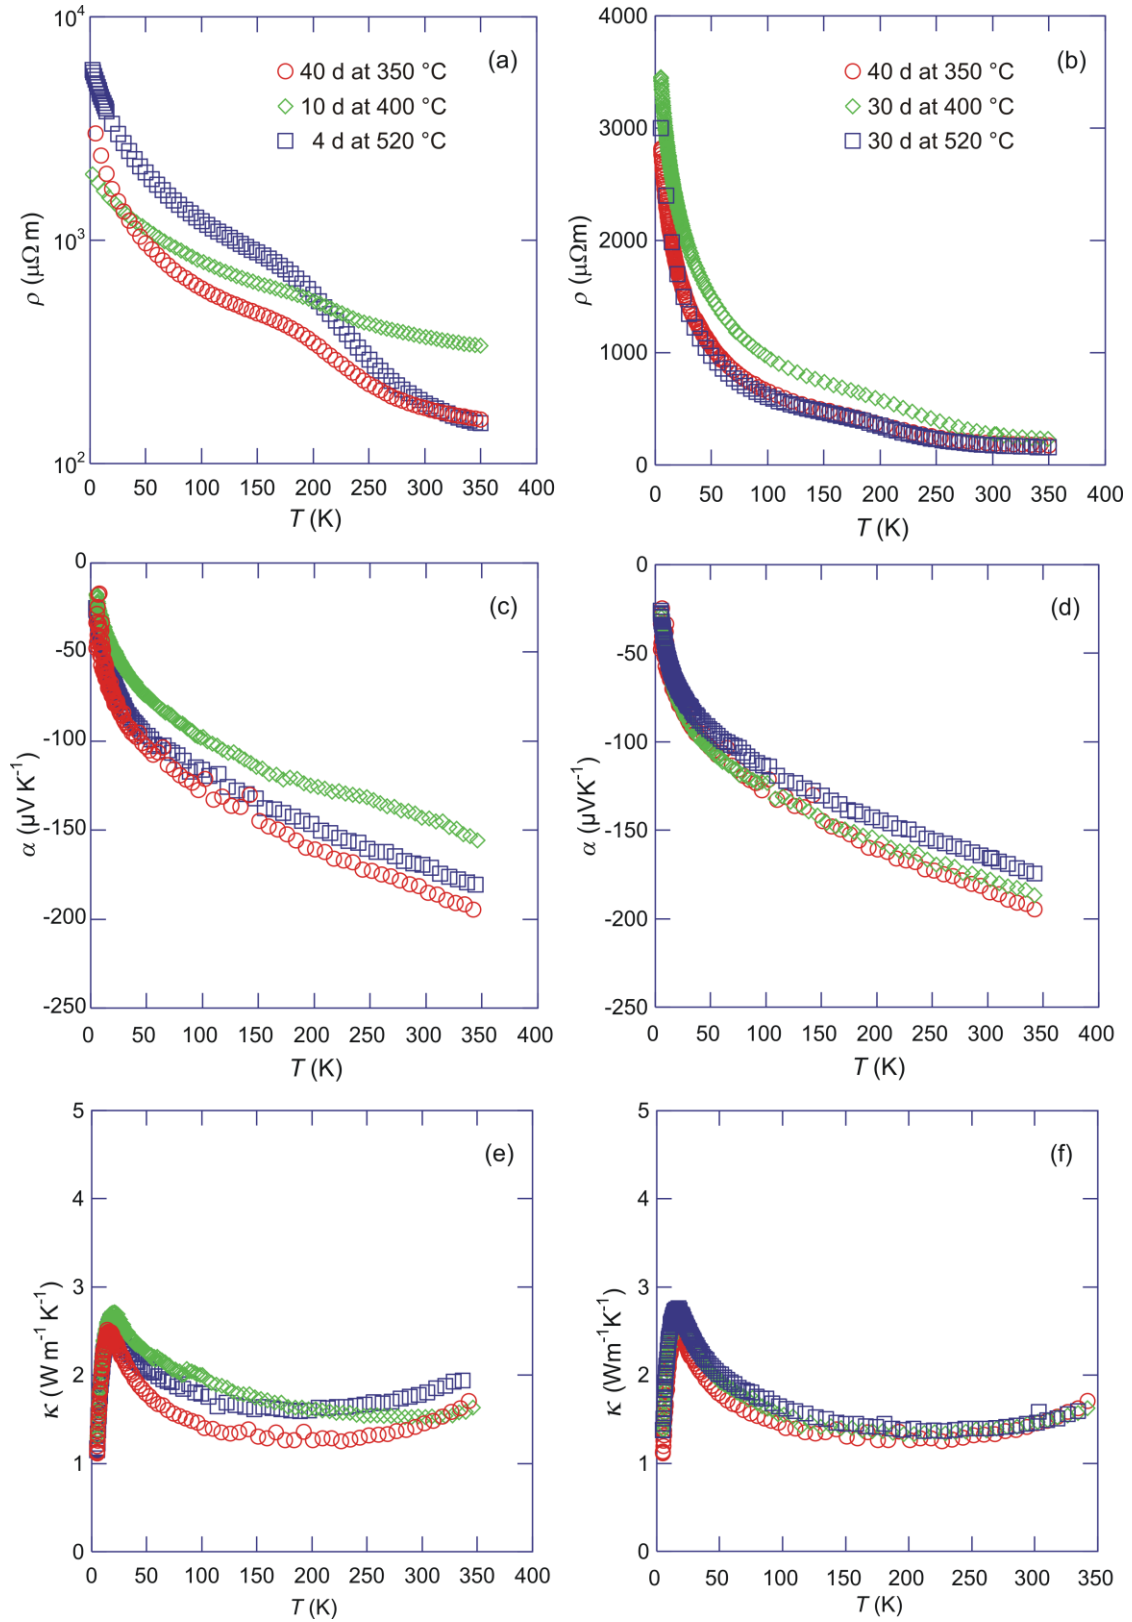 10⁴
10³
10²
ρ (μΩ m)
(a)
40 d at 350 °C
10 d at 400 °C
4 d at 520 °C
0 50 100 150 200 250 300 350 400
T (K)
4000
3000
2000
1000
0
ρ (μΩm)
(b)
40 d at 350 °C
30 d at 400 °C
30 d at 520 °C
0 50 100 150 200 250 300 350 400
T (K)
0
-50
-100
-150
-200
-250
α (μV K⁻¹)
(c)
0 50 100 150 200 250 300 350 400
T (K)
0
-50
-100
-150
-200
-250
α (μVK⁻¹)
(d)
0 50 100 150 200 250 300 350 400
T (K)
5
4
3
2
1
0
κ (W m⁻¹ K⁻¹)
(e)
0 50 100 150 200 250 300 350 400
T (K)
5
4
3
2
1
0
κ (Wm⁻¹K⁻¹)
(f)
0 50 100 150 200 250 300 350
T (K)